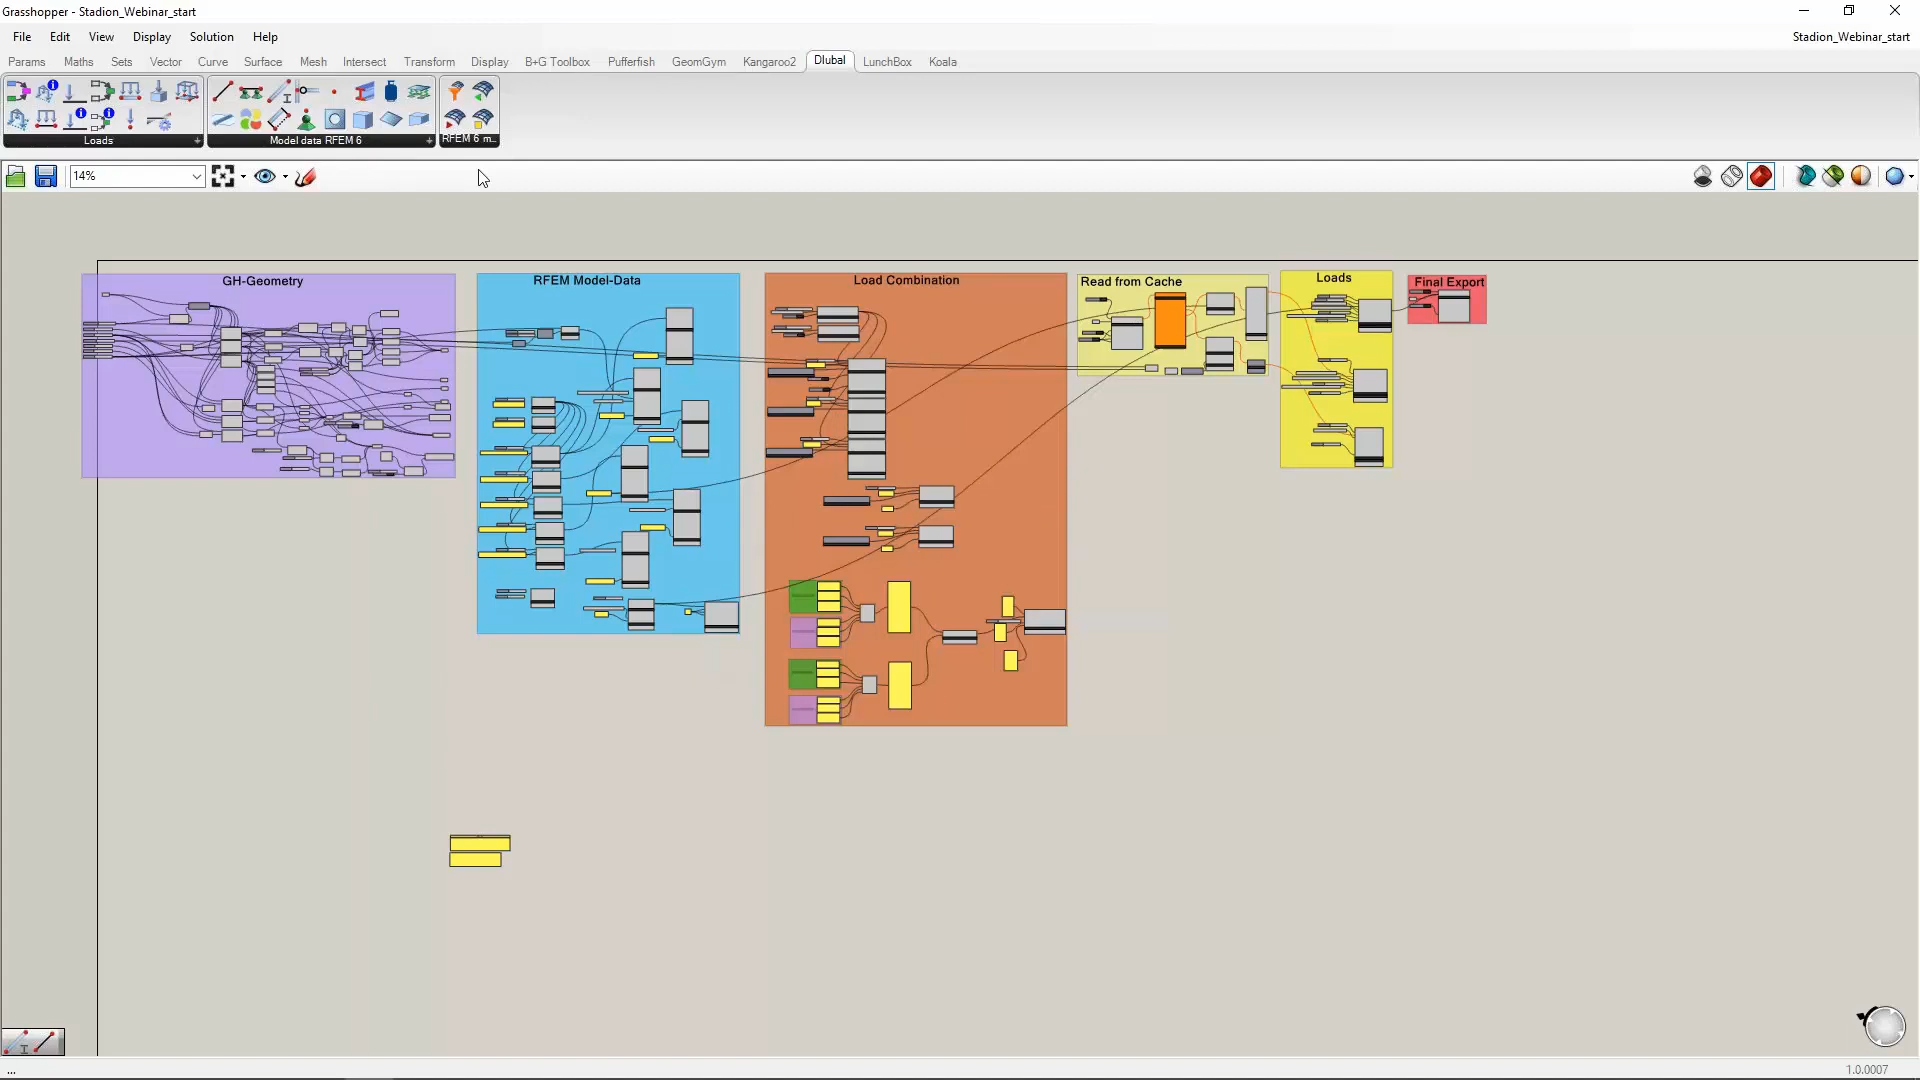 Grasshopper - Stadion_Webinar_start
File Edit View Display Solution Help
Stadion_Webinar_start
Params Maths Sets Vector Curve Surface Mesh Intersect Transform Display B+G Toolbox Pufferfish GeomGym Kangaroo2 Dlubal LunchBox Koala
Loads
Model data RFEM 6
RFEM 6 m...
14%
GH-Geometry
RFEM Model-Data
Load Combination
Read from Cache
Loads
Final Export
...
1.0.0007